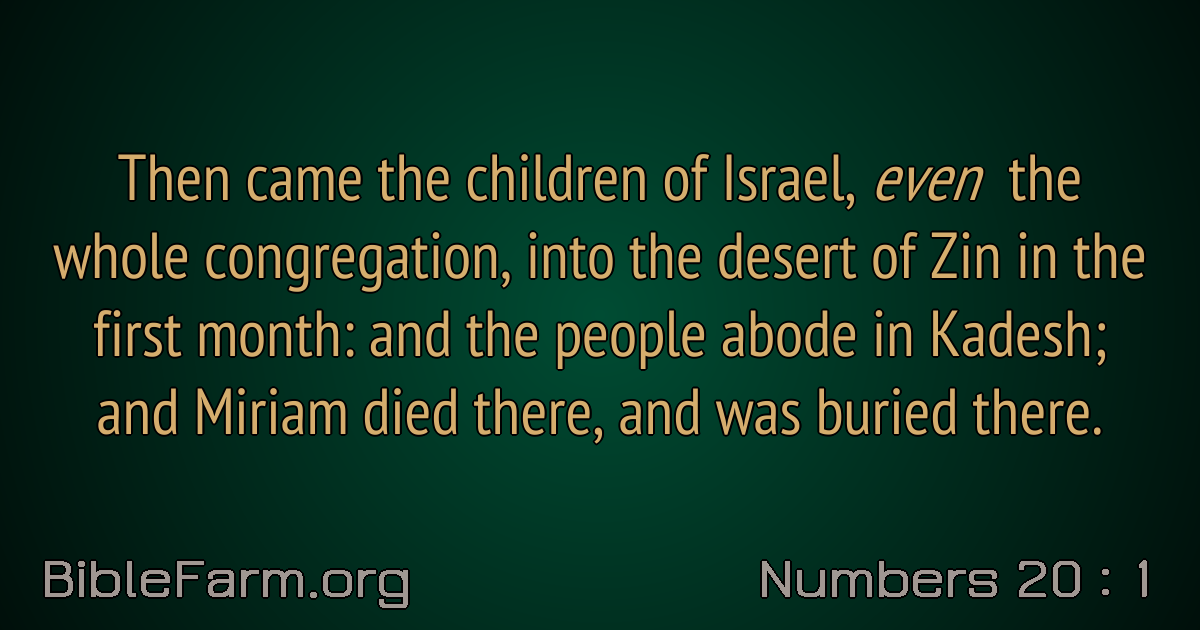 Then came the children of Israel, even the
whole congregation, into the desert of Zin in the
first month: and the people abode in Kadesh;
and Miriam died there, and was buried there.
BibleFarm.org
Numbers 20 : 1